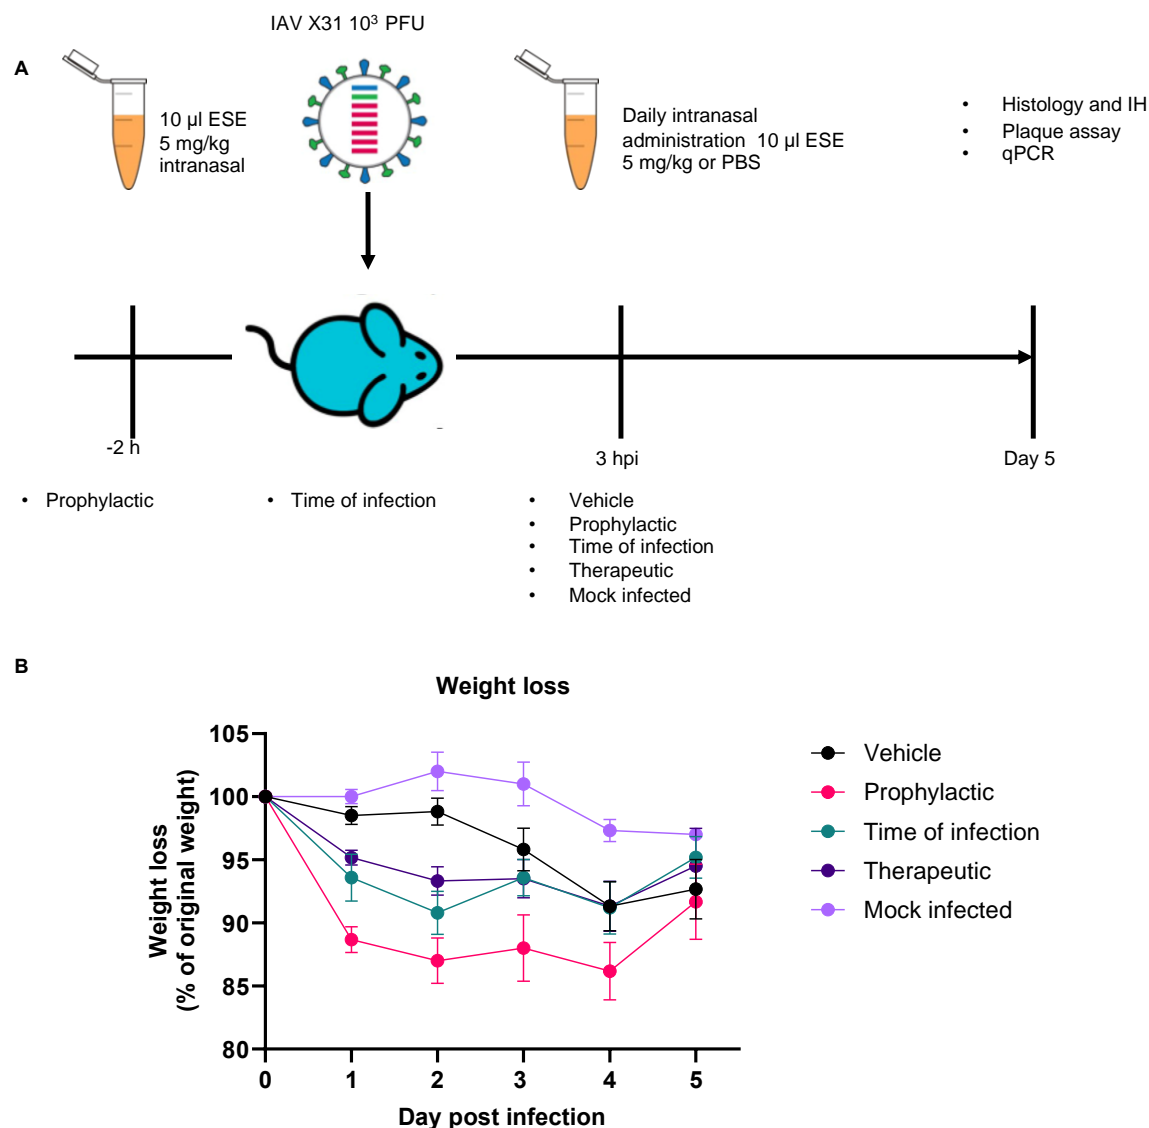 IAV X31 10³ PFU
A
10 µl ESE
5 mg/kg
intranasal
Daily intranasal
administration 10 µl ESE
5 mg/kg or PBS
• Histology and IH
• Plaque assay
• qPCR
-2 h
3 hpi
Day 5
• Prophylactic
• Time of infection
• Vehicle
• Prophylactic
• Time of infection
• Therapeutic
• Mock infected
B
Weight loss
Weight loss
(% of original weight)
105
100
95
90
85
80
0 1 2 3 4 5
Day post infection
Vehicle
Prophylactic
Time of infection
Therapeutic
Mock infected